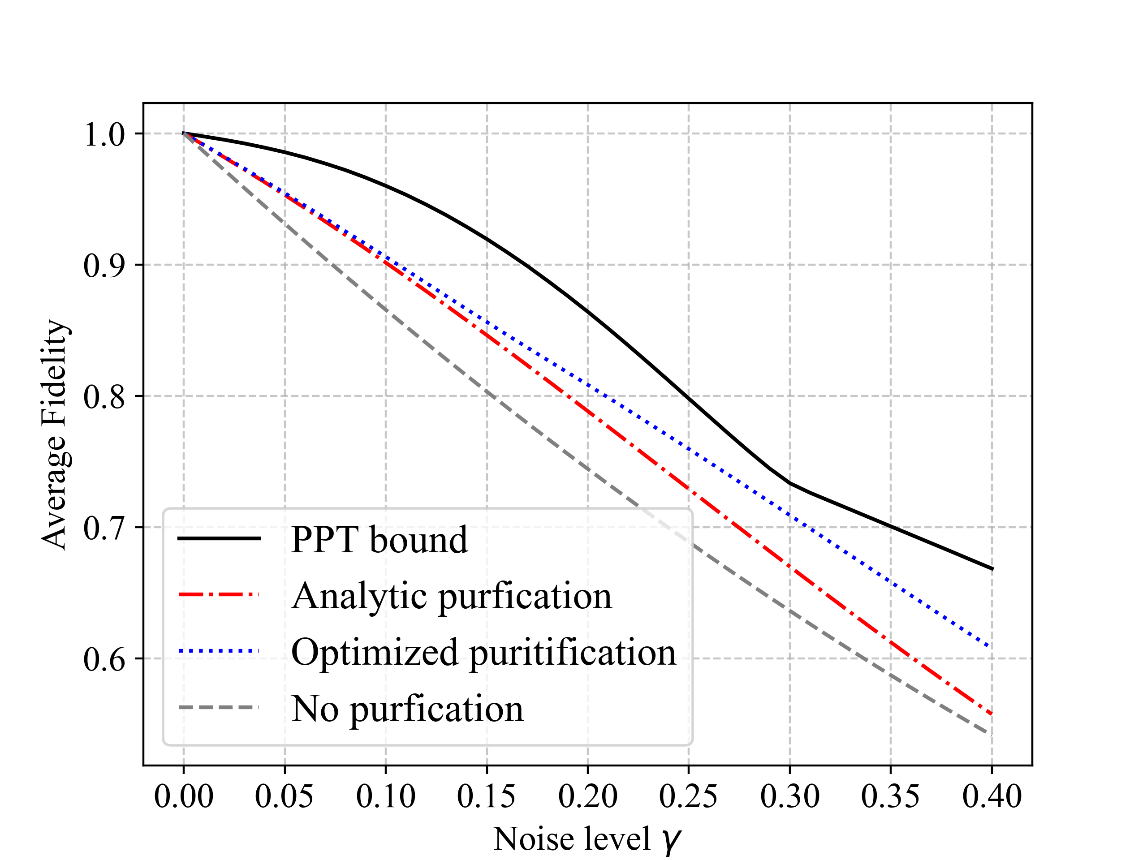 1.0
0.9
0.8
0.7
0.6
Average Fidelity
PPT bound
Analytic purfication
Optimized puritification
No purfication
0.00 0.05 0.10 0.15 0.20 0.25 0.30 0.35 0.40
Noise level γ